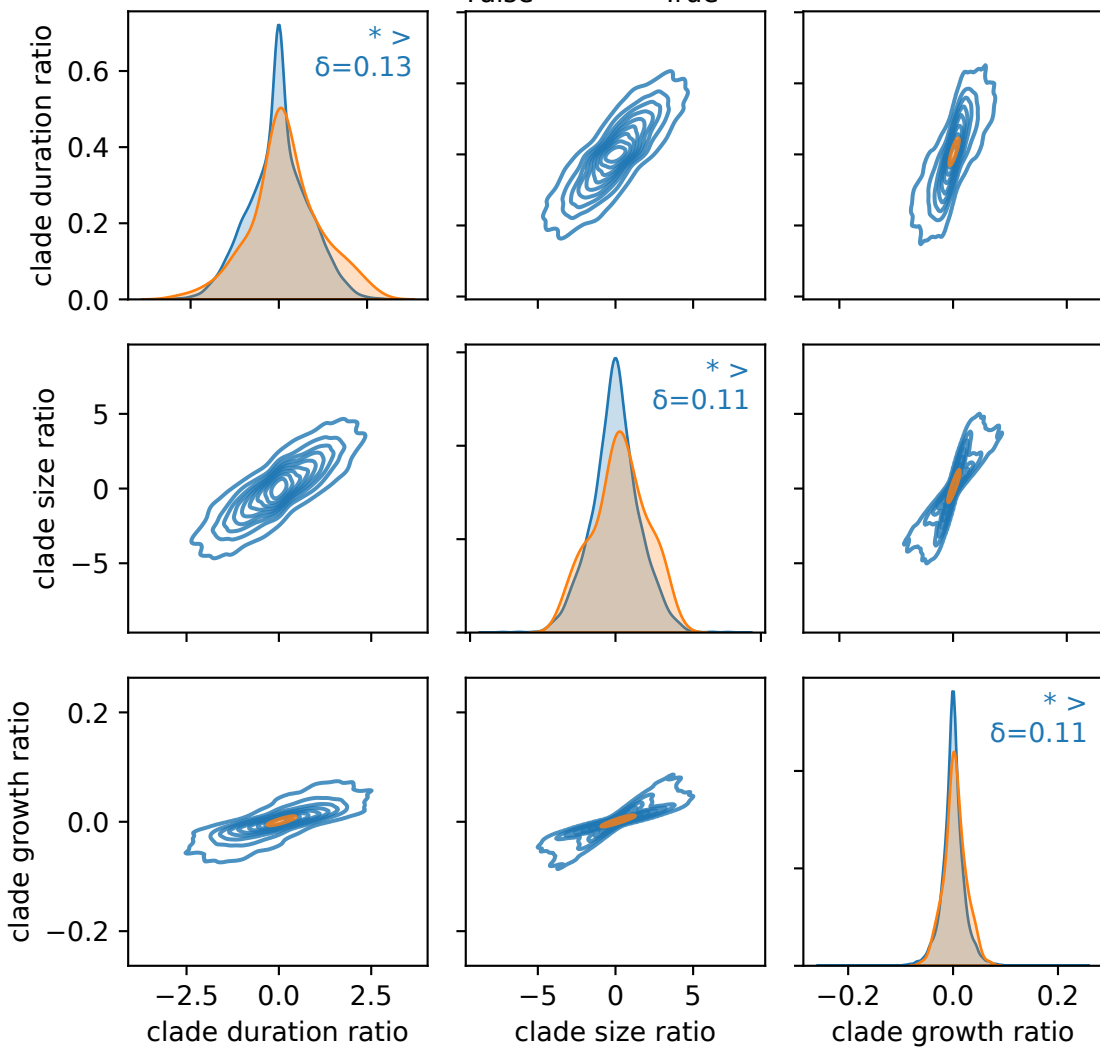 clade duration ratio
0.6
0.4
0.2
0.0
* >
δ=0.13
clade size ratio
5
0
−5
* >
δ=0.11
clade growth ratio
0.2
0.0
−0.2
* >
δ=0.11
−2.5 0.0 2.5
−5 0 5
−0.2 0.0 0.2
clade duration ratio
clade size ratio
clade growth ratio